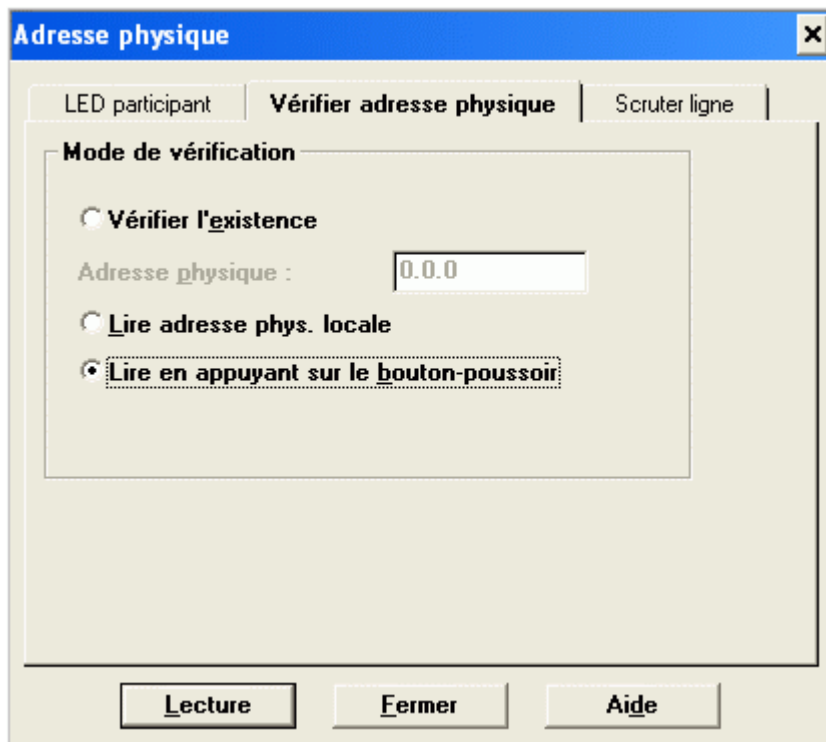 Adresse physique
LED participant Vérifier adresse physique Scruter ligne
Mode de vérification
Vérifier l'existence
Adresse physique : 0.0.0
Lire adresse phys. locale
Lire en appuyant sur le bouton-poussoir
Lecture Fermer Aide